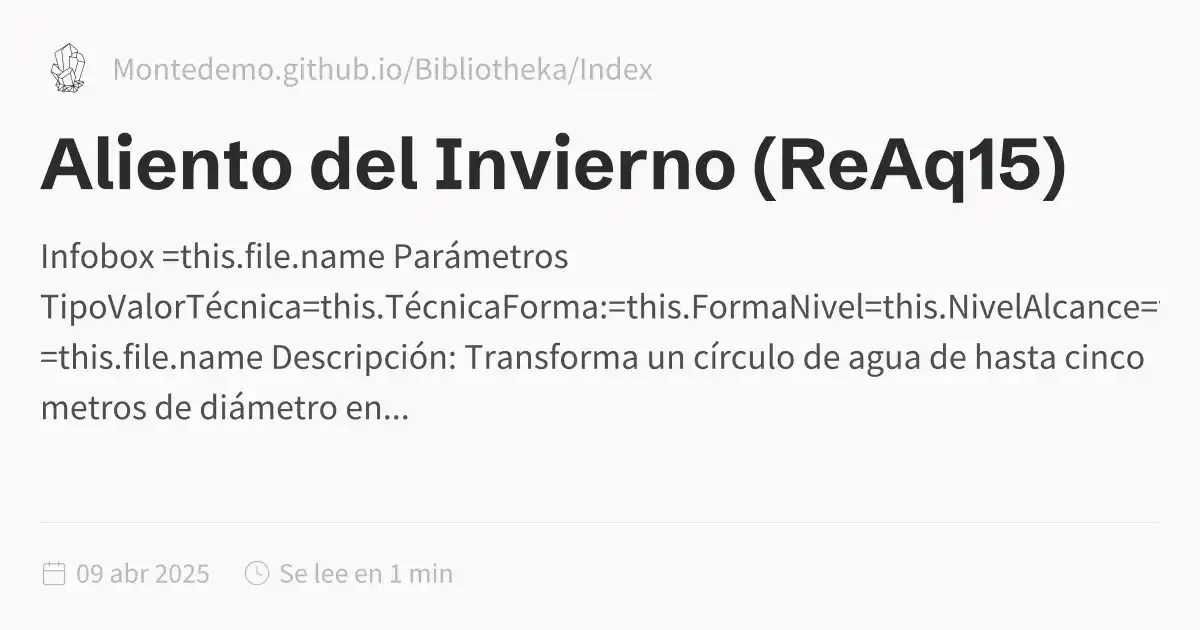 Montedemo.github.io/Bibliotheka/Index
Aliento del Invierno (ReAq15)
Infobox =this.file.name Parámetros
TipoValorTécnica=this.TécnicaForma:=this.FormaNivel=this.NivelAlcance=
=this.file.name Descripción: Transforma un círculo de agua de hasta cinco
metros de diámetro en...
09 abr 2025 Se lee en 1 min